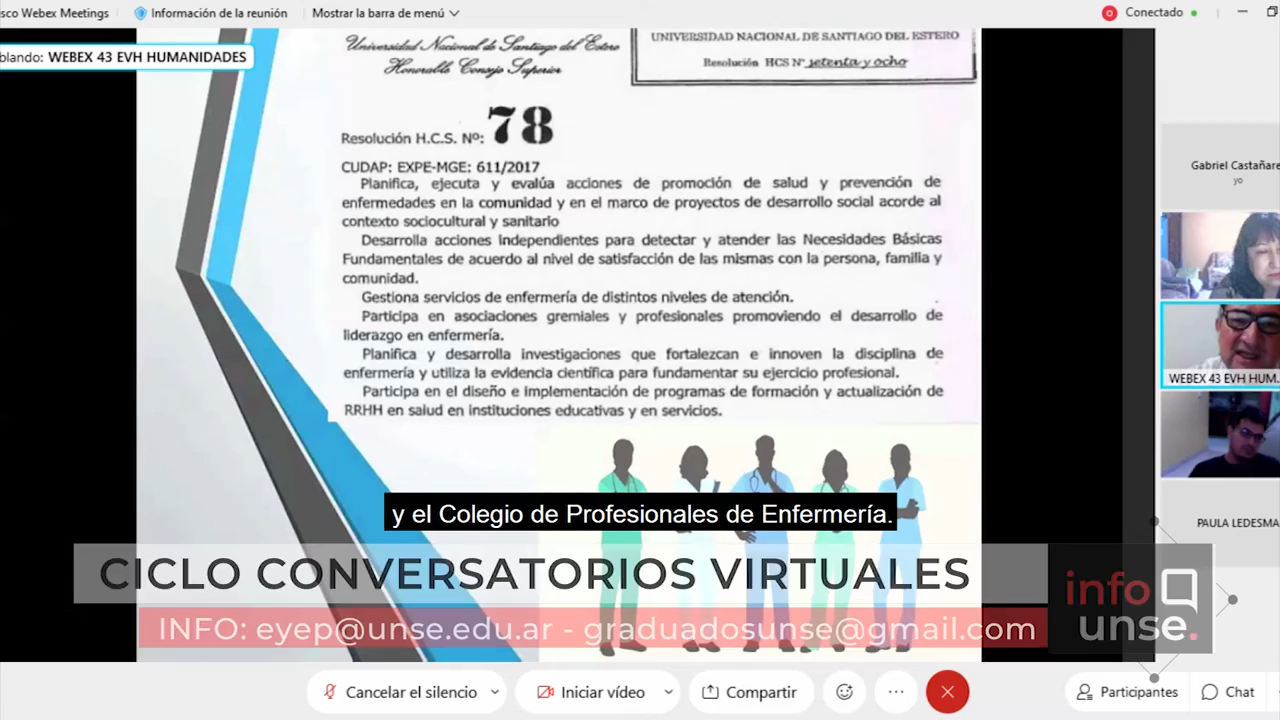 sco Webex Meetings
Información de la reunión
Mostrar la barra de menú
Conectado
blando: WEBEX 43 EVH HUMANIDADES
Universidad Nacional de Santiago del Estero
Honorable Consejo Superior
UNIVERSIDAD NACIONAL DE SANTIAGO DEL ESTERO
Resolución HCS Nº setenta y ocho
Resolución H.C.S. Nº: 78
CUDAP: EXPE-MGE: 611/2017
Planifica, ejecuta y evalúa acciones de promoción de salud y prevención de
enfermedades en la comunidad y en el marco de proyectos de desarrollo social acorde al
contexto sociocultural y sanitario
Desarrolla acciones independientes para detectar y atender las Necesidades Básicas
Fundamentales de acuerdo al nivel de satisfacción de las mismas con la persona, familia y
comunidad.
Gestiona servicios de enfermería de distintos niveles de atención.
Participa en asociaciones gremiales y profesionales promoviendo el desarrollo de
liderazgo en enfermería.
Planifica y desarrolla investigaciones que fortalezcan e innoven la disciplina de
enfermería y utiliza la evidencia científica para fundamentar su ejercicio profesional.
Participa en el diseño e implementación de programas de formación y actualización de
RRHH en salud en instituciones educativas y en servicios.
Gabriel Castañare
yo
WEBEX 43 EVH HUM...
PAULA LEDESMA
y el Colegio de Profesionales de Enfermería.
CICLO CONVERSATORIOS VIRTUALES
INFO: eyep@unse.edu.ar - graduadosunse@gmail.com
info
unse.
Cancelar el silencio
Iniciar vídeo
Compartir
Participantes
Chat